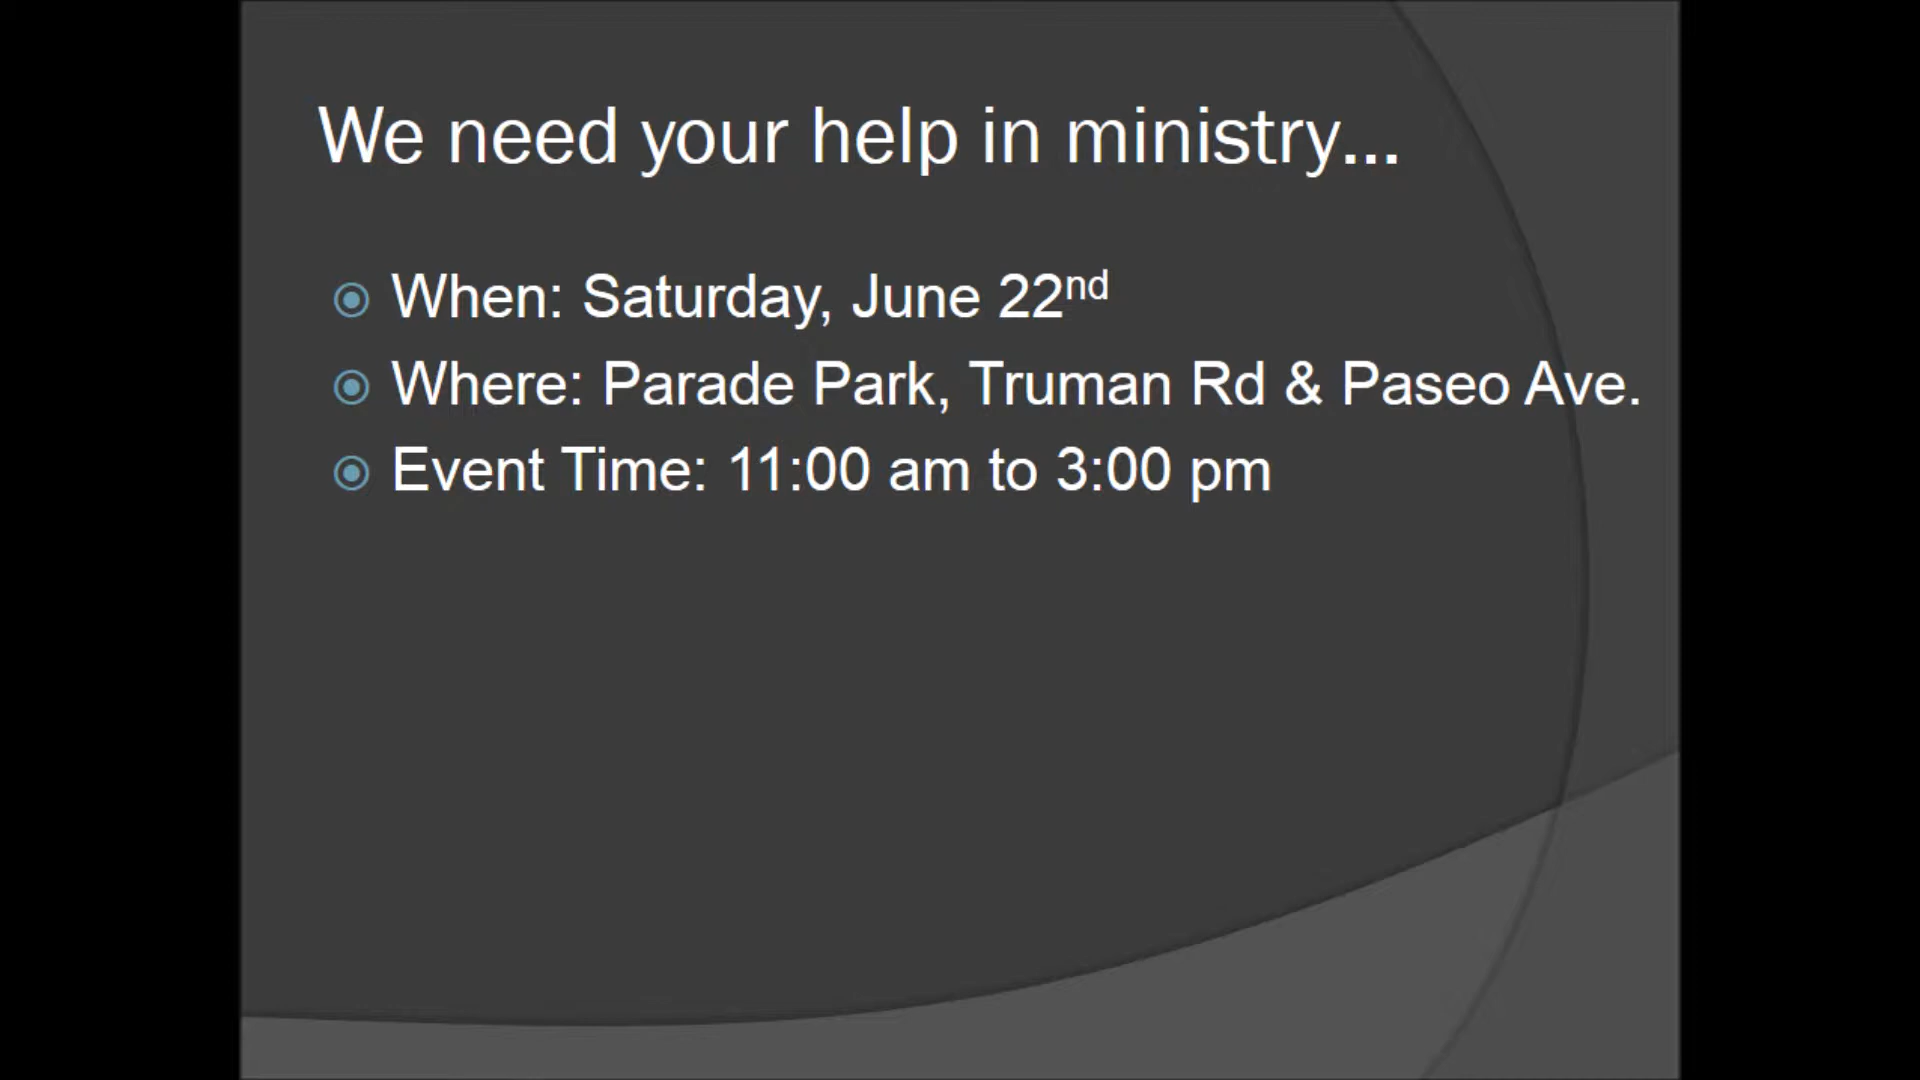 We need your help in ministry...
When: Saturday, June 22nd
Where: Parade Park, Truman Rd & Paseo Ave.
Event Time: 11:00 am to 3:00 pm